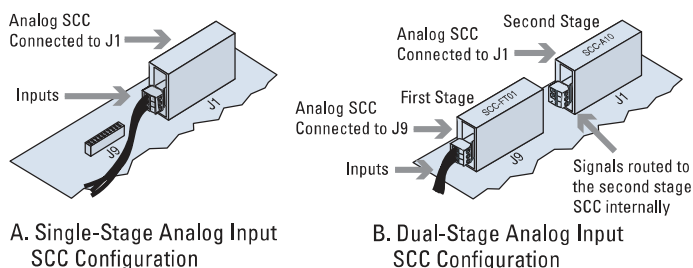 Analog SCC
Connected to J1
Inputs
J1
J9
A. Single-Stage Analog Input
SCC Configuration
Second Stage
Analog SCC
Connected to J1
SCC-A10
J1
First Stage
Analog SCC
Connected to J9
SCC-FT01
Inputs
J9
Signals routed to
the second stage
SCC internally
B. Dual-Stage Analog Input
SCC Configuration